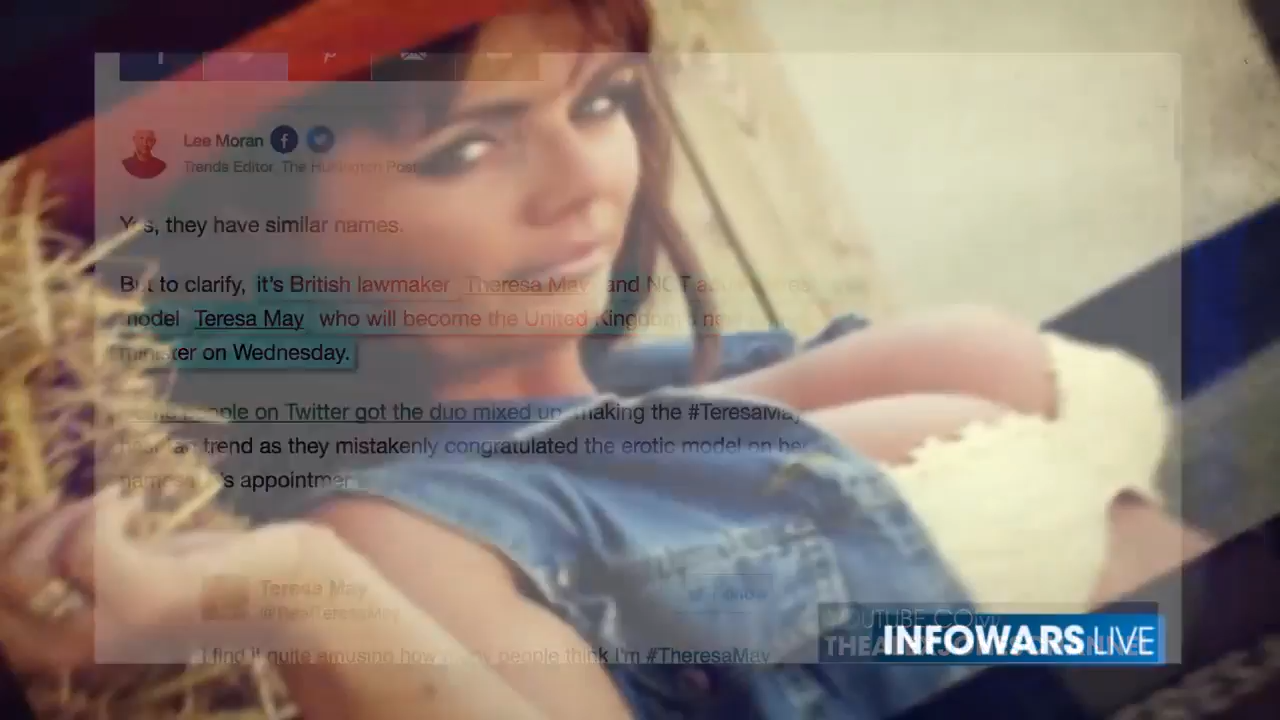 Lee Moran
Trends Editor, The Huffington Post
Yes, they have similar names.
But to clarify, it's British lawmaker Theresa May and NOT
model Teresa May who will become the United Kingdom's
minister on Wednesday.
people on Twitter got the duo mixed up, making the #TeresaMay
trend as they mistakenly congratulated the erotic model on her
appointment
Teresa May
I find it quite amusing how many people think I'm #TheresaMay
YOUTUBE.COM/
INFOWARS LIVE